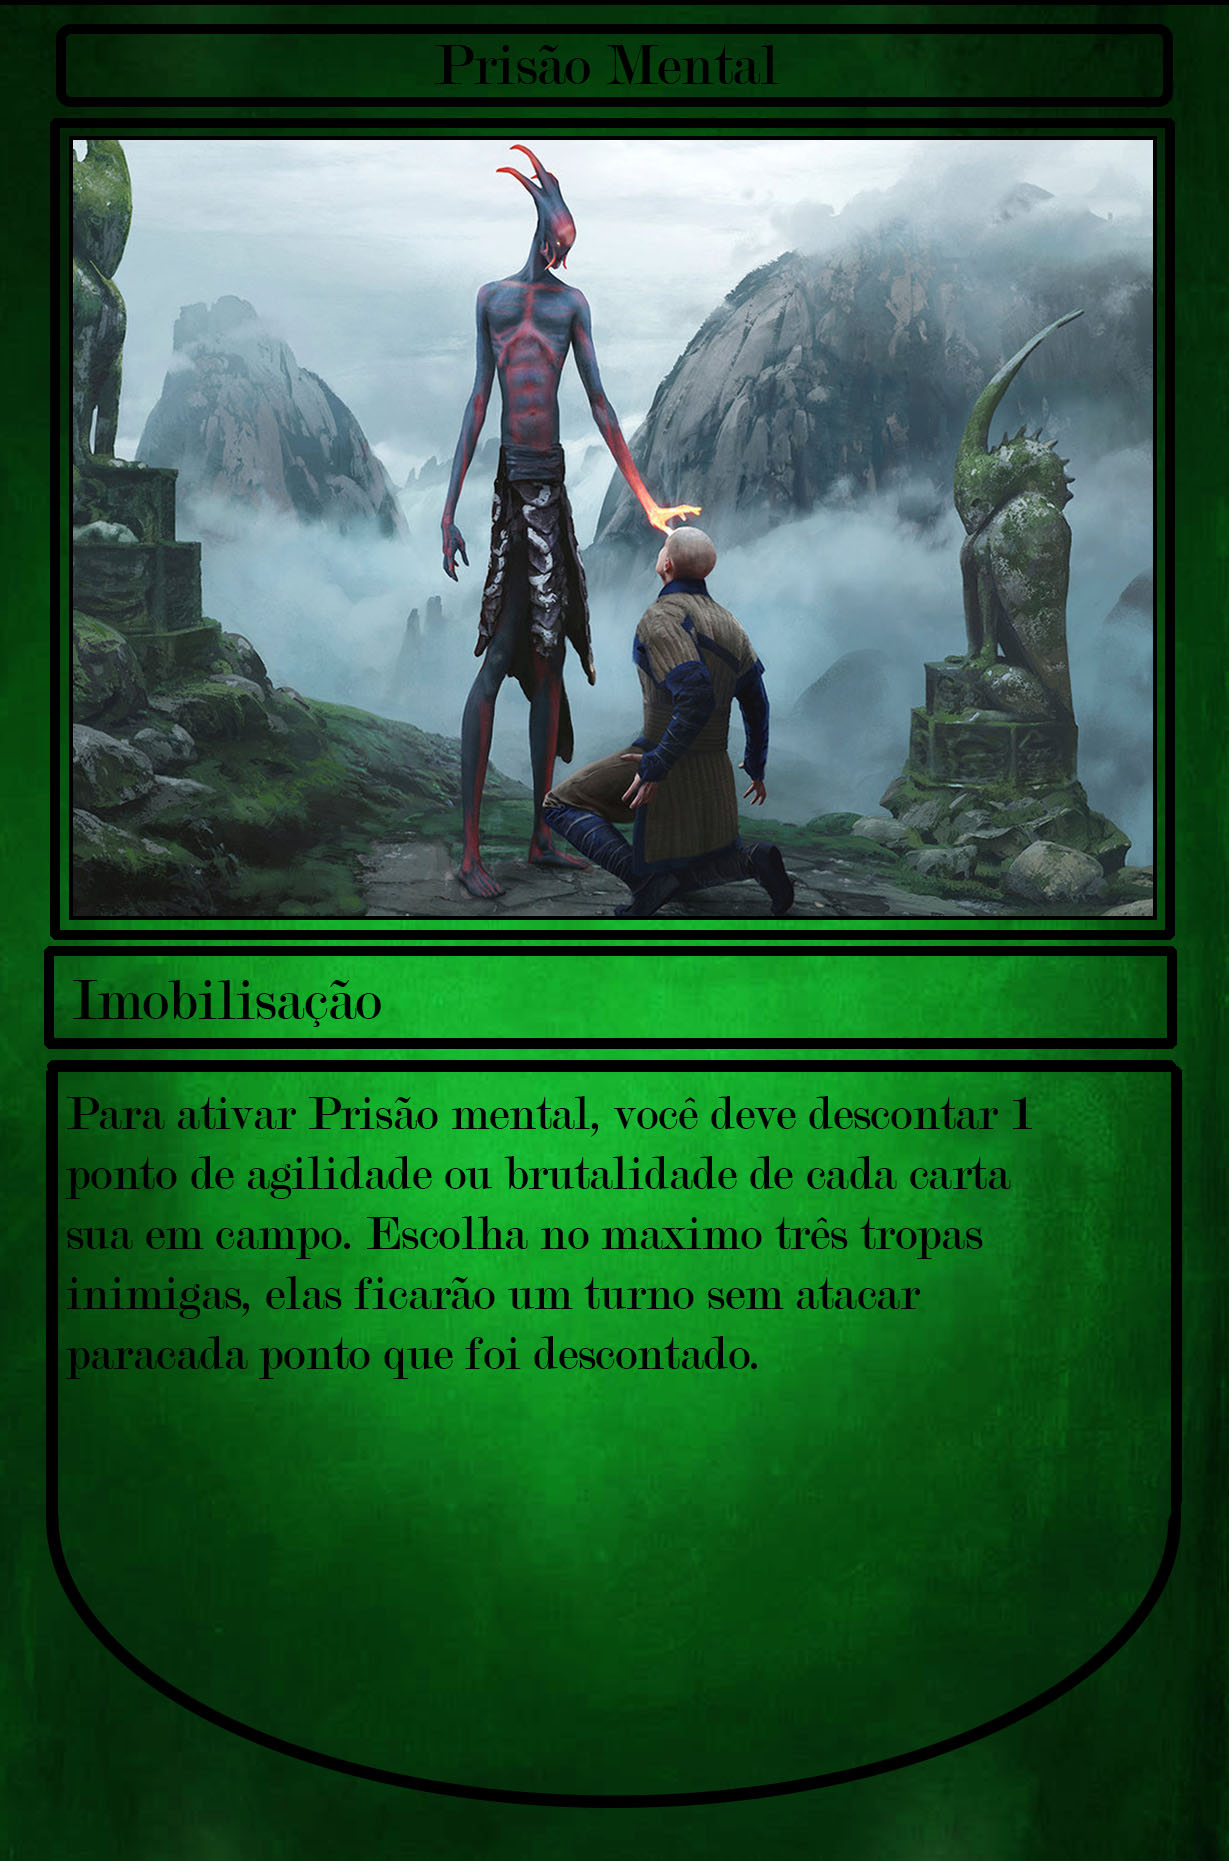 Prisão Mental
Imobilisação
Para ativar Prisão mental, você deve descontar 1
ponto de agilidade ou brutalidade de cada carta
sua em campo. Escolha no maximo três tropas
inimigas, elas ficarão um turno sem atacar
paracada ponto que foi descontado.